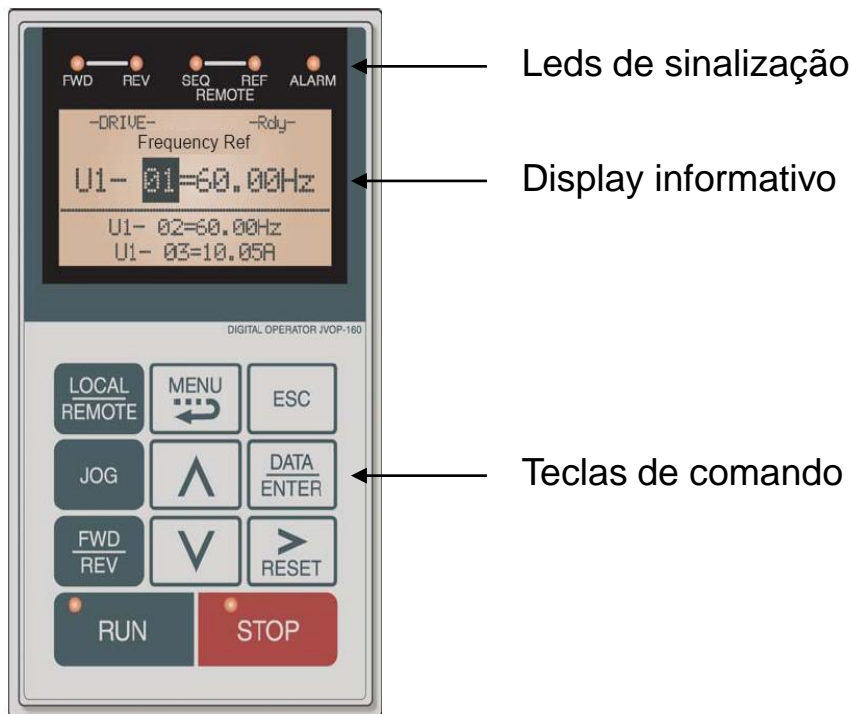 FWD REV SEQ REF ALARM
REMOTE
Leds de sinalização
-DRIVE- -Rdy-
Frequency Ref
U1- 01=60.00Hz
Display informativo
U1- 02=60.00Hz
U1- 03=10.05A
DIGITAL OPERATOR JVOP-160
LOCAL
REMOTE
MENU
ESC
JOG
DATA
ENTER
Teclas de comando
FWD
REV
>
RESET
RUN
STOP